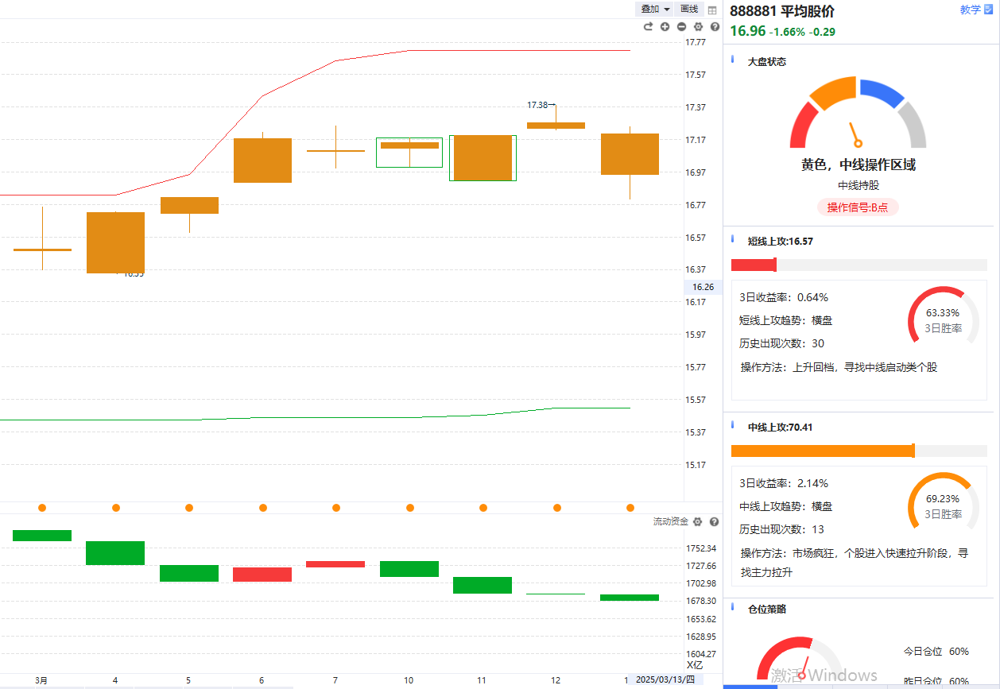 叠加 画线
17.77
17.57
17.37
17.17
16.97
16.77
16.57
16.37
16.26
16.17
15.97
15.77
15.57
15.37
15.17
17.38
流动资金
1752.34
1727.66
1702.98
1678.30
1653.62
1628.95
1604.27
X亿
3月 4 5 6 7 10 11 12 1 2025/03/13/四
888881 平均股价 教学
16.96 -1.66% -0.29
大盘状态
黄色，中线操作区域
中线持股
操作信号:B点
短线上攻:16.57
3日收益率：0.64%
短线上攻趋势：横盘
历史出现次数：30
操作方法：上升回档，寻找中线启动类个股
63.33%
3日胜率
中线上攻:70.41
3日收益率：2.14%
中线上攻趋势：横盘
历史出现次数：13
操作方法：市场疯狂，个股进入快速拉升阶段，寻
找主力拉升
69.23%
3日胜率
仓位策略
今日仓位 60%
昨日仓位 60%
激活 Windows